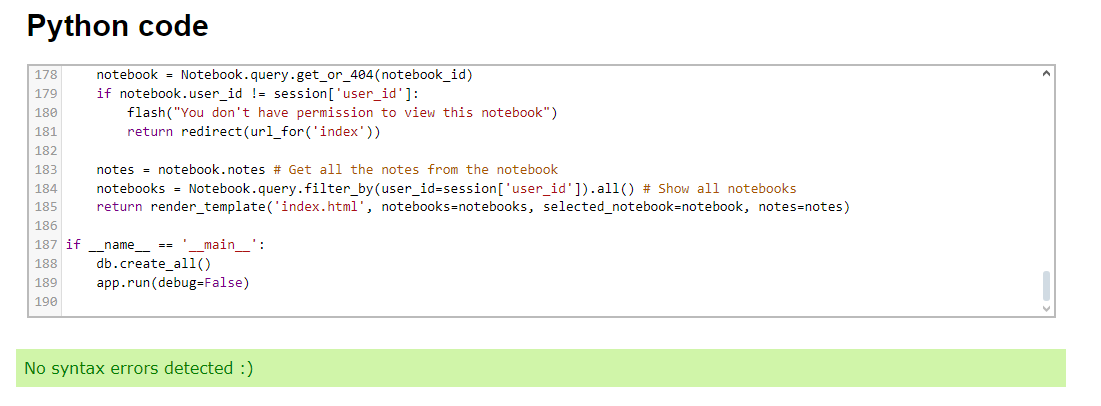 Python code
178     notebook = Notebook.query.get_or_404(notebook_id)
179     if notebook.user_id != session['user_id']:
180         flash("You don't have permission to view this notebook")
181         return redirect(url_for('index'))
182
183     notes = notebook.notes # Get all the notes from the notebook
184     notebooks = Notebook.query.filter_by(user_id=session['user_id']).all() # Show all notebooks
185     return render_template('index.html', notebooks=notebooks, selected_notebook=notebook, notes=notes)
186
187 if __name__ == '__main__':
188     db.create_all()
189     app.run(debug=False)
190
No syntax errors detected :)